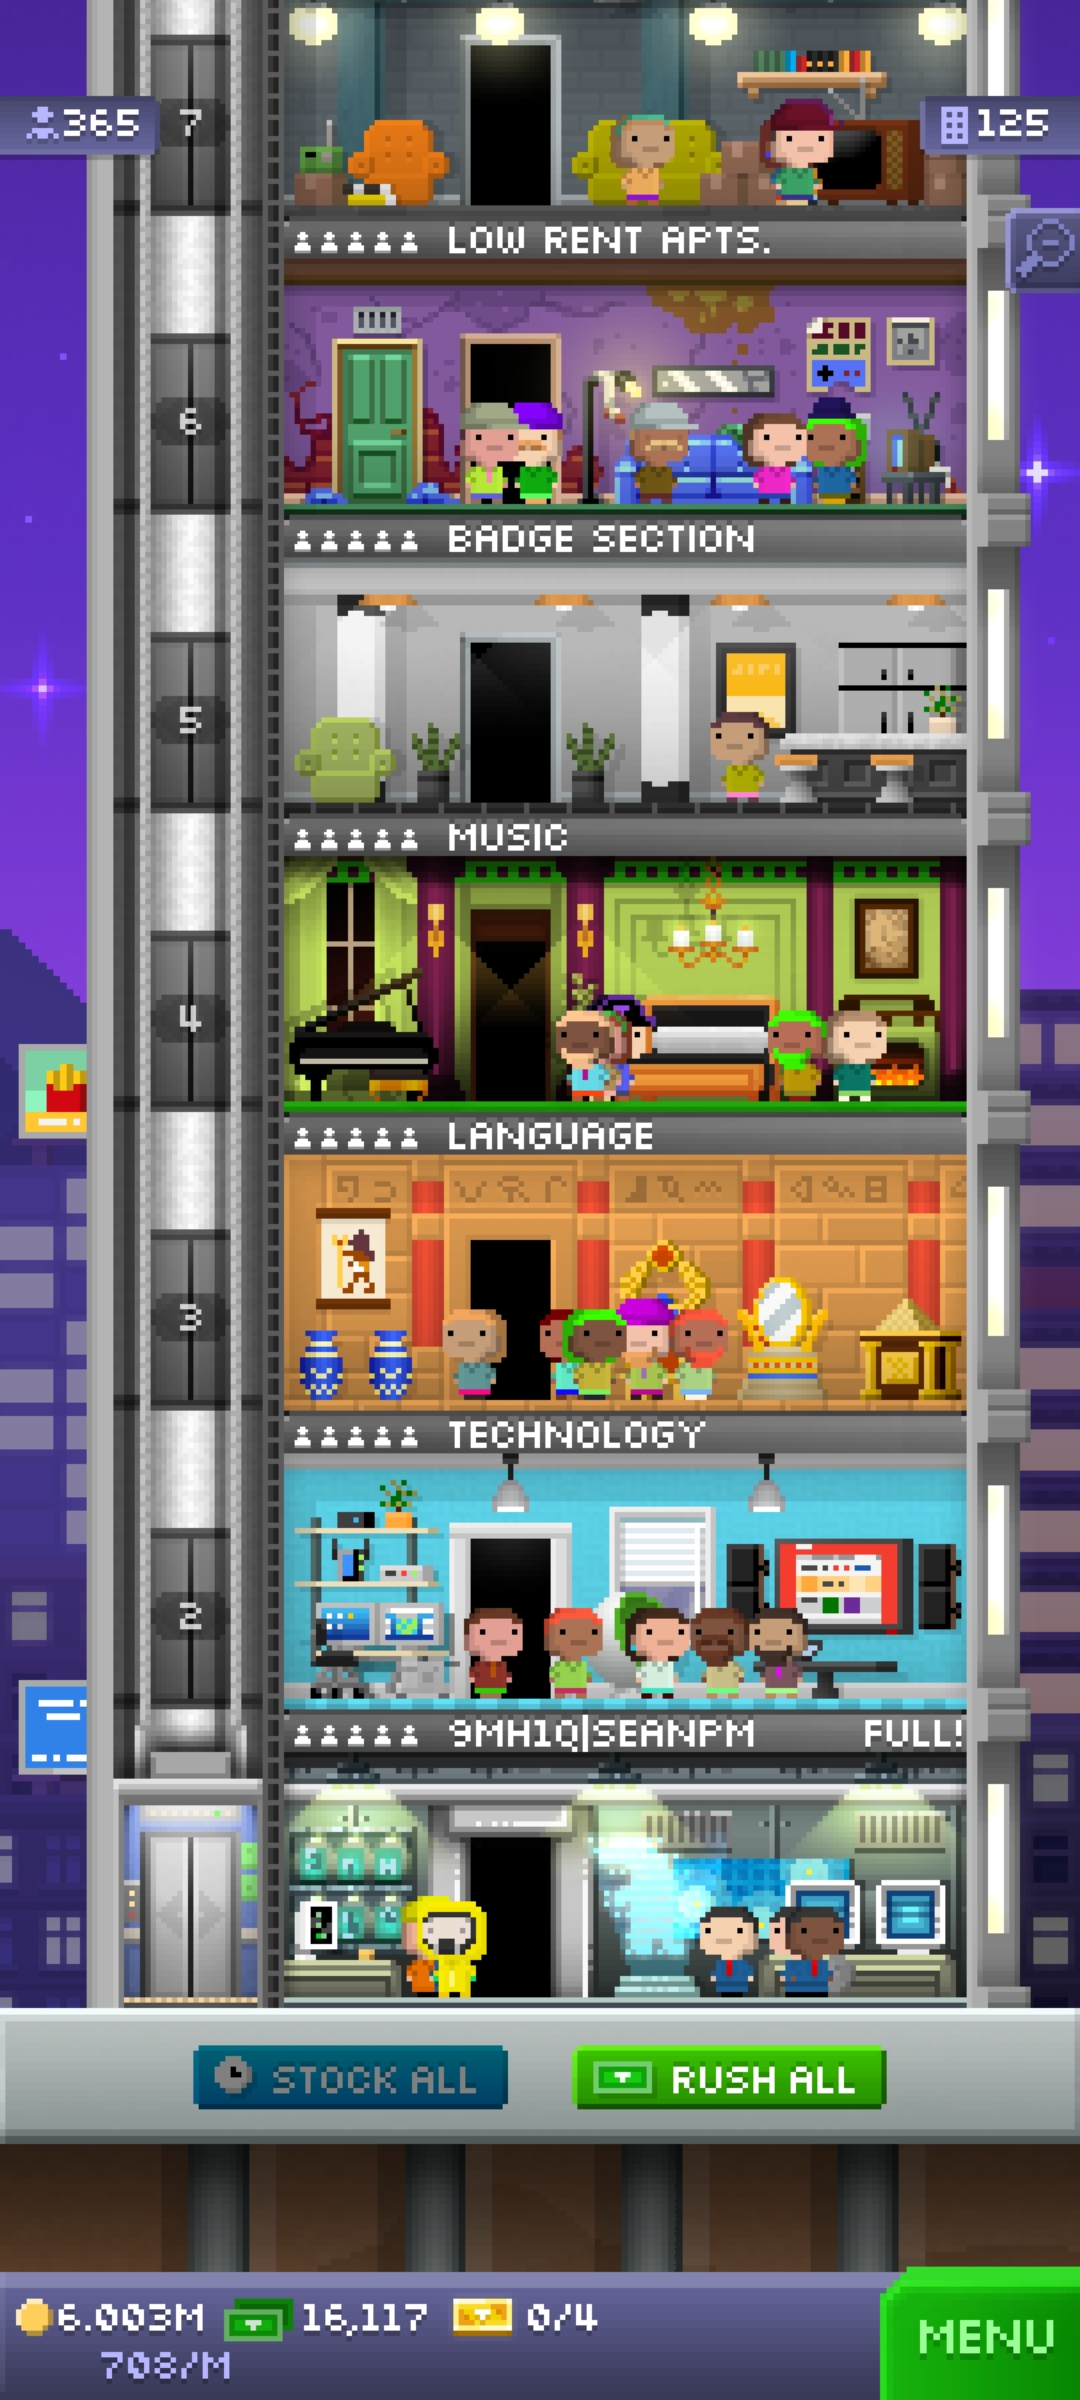 365
7
125
LOW RENT APTS.
6
BADGE SECTION
5
MUSIC
4
LANGUAGE
3
TECHNOLOGY
2
9MH1Q|SEANPM FULL!
STOCK ALL
RUSH ALL
6.003M 16,117 0/4
708/M
MENU